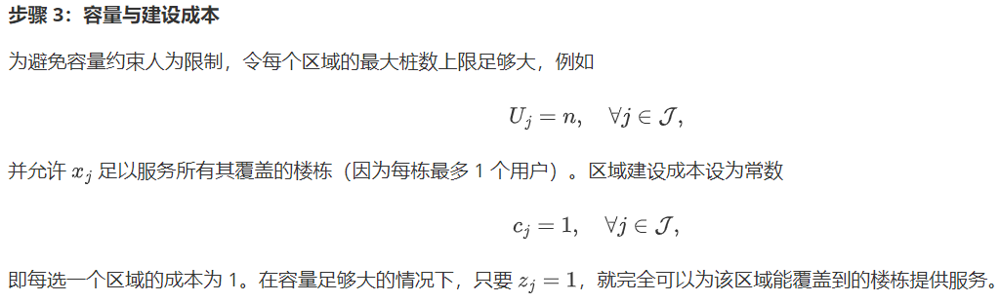 步骤 3：容量与建设成本
为避免容量约束人为限制，令每个区域的最大桩数上限足够大，例如
U_j = n, ∀j ∈ 𝒥,
并允许 x_j 足以服务所有其覆盖的楼栋（因为每栋最多 1 个用户）。区域建设成本设为常数
c_j = 1, ∀j ∈ 𝒥,
即每选一个区域的成本为 1。在容量足够大的情况下，只要 z_j = 1，就完全可以为该区域能覆盖到的楼栋提供服务。